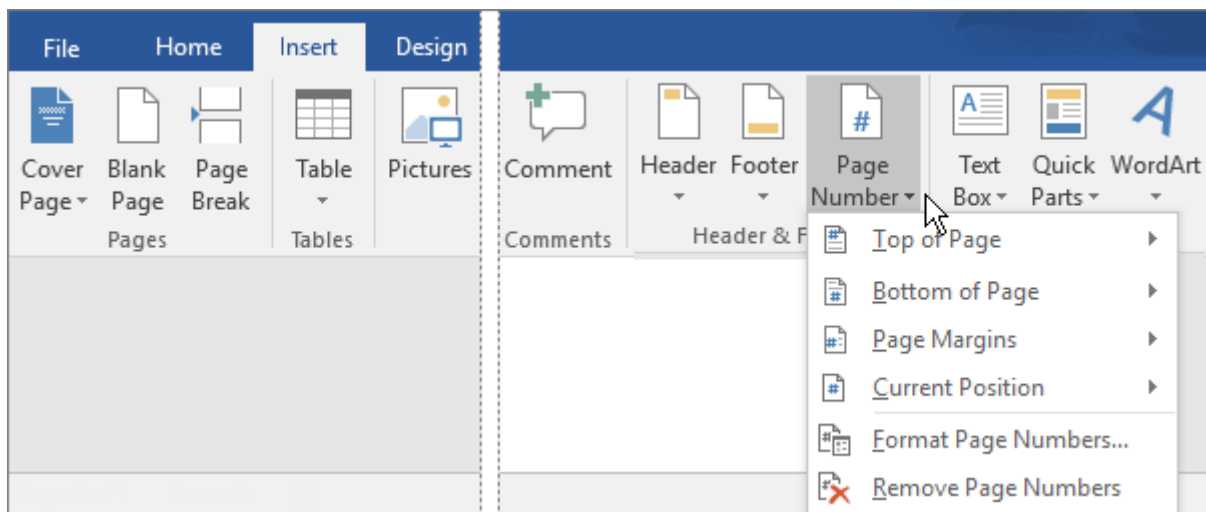 File Home Insert Design
Cover Blank Page Table Pictures Comment Header Footer Page Text Quick WordArt
Page Page Break Number Box Parts
Pages Tables Comments Header & F
Top of Page
Bottom of Page
Page Margins
Current Position
Format Page Numbers...
Remove Page Numbers